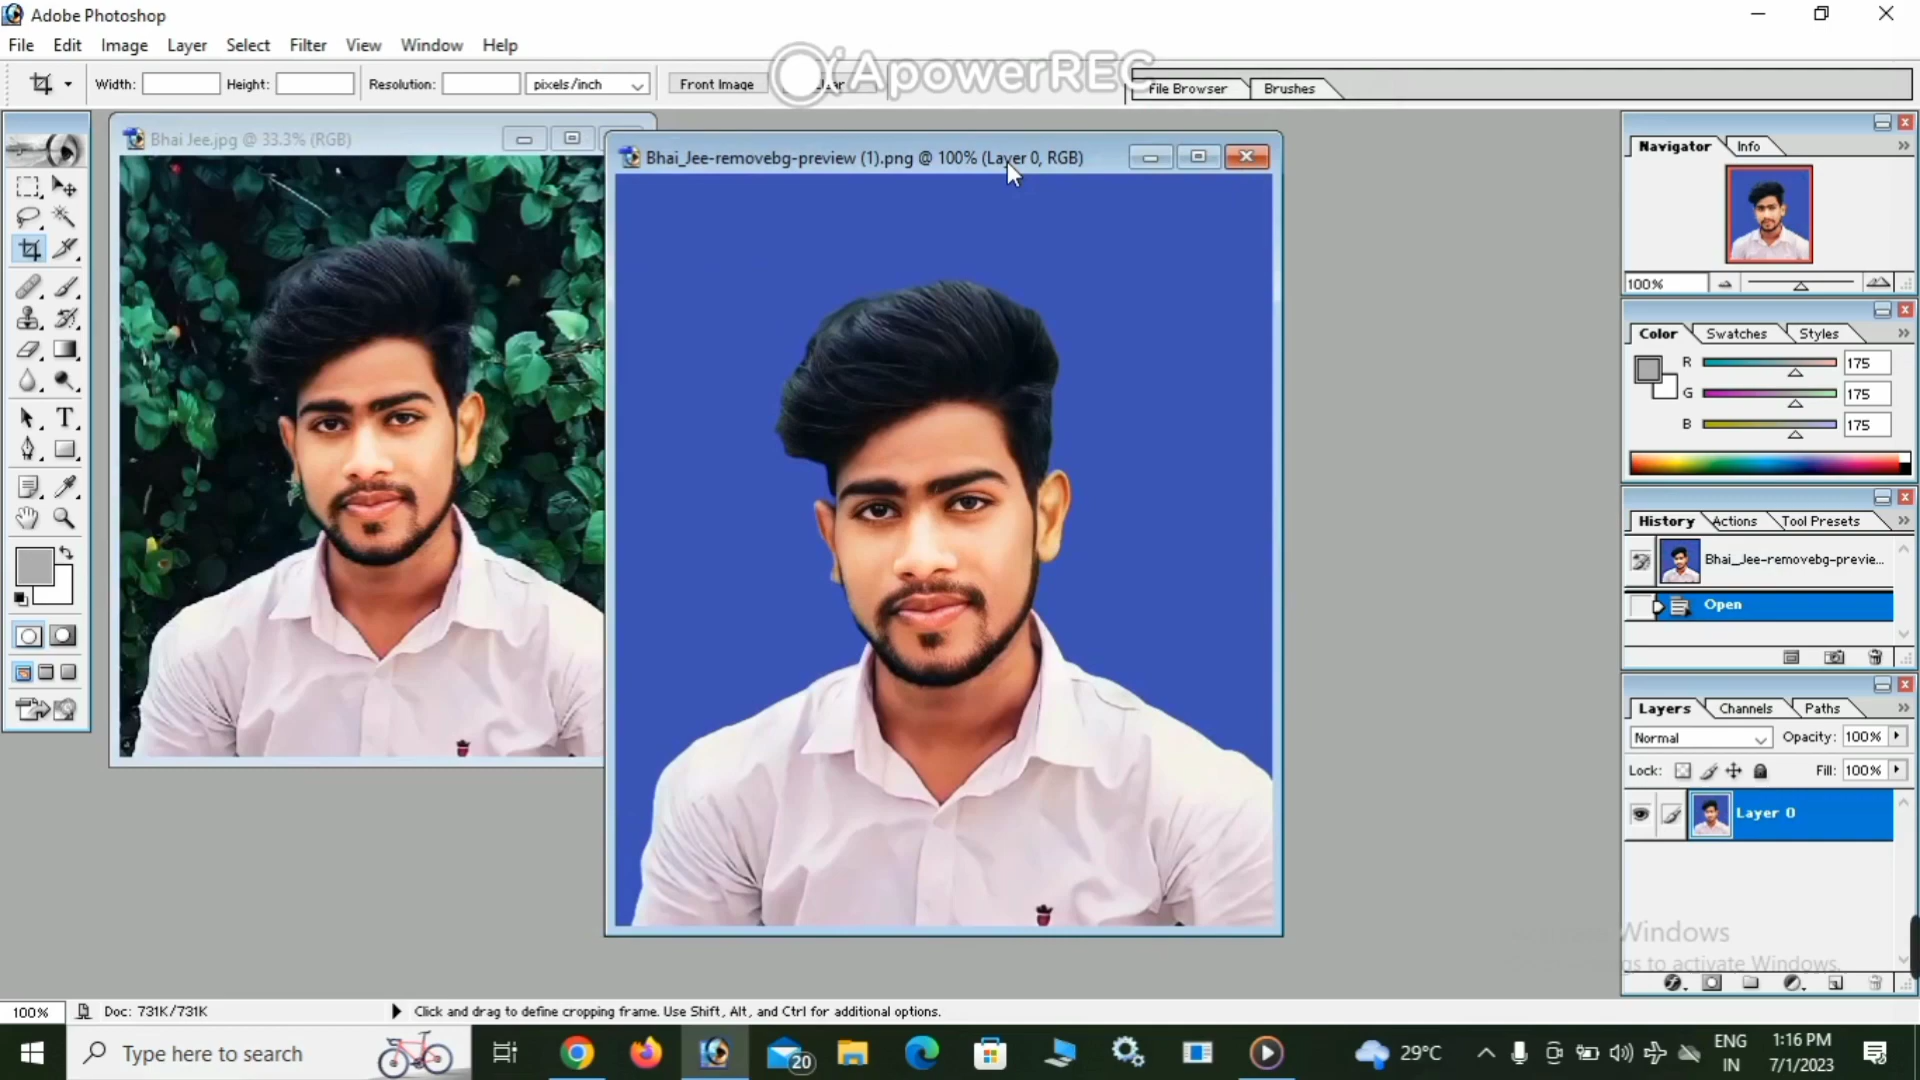 Adobe Photoshop
File Edit Image Layer Select Filter View Window Help
ApowerREC
Width: Height: Resolution: pixels/inch Front Image File Browser Brushes
Bhai Jee.jpg @ 33.3% (RGB)
Bhai_Jee-removebg-preview (1).png @ 100% (Layer 0, RGB)
Navigator Info
100%
Color Swatches Styles
R 175
G 175
B 175
History Actions Tool Presets
Bhai_Jee-removebg-previe...
Open
Layers Channels Paths
Normal Opacity: 100%
Lock: Fill: 100%
Layer 0
Windows
to activate Windows.
100% Doc: 731K/731K Click and drag to define cropping frame. Use Shift, Alt, and Ctrl for additional options.
Type here to search 20 29°C ENG 1:16 PM
IN 7/1/2023